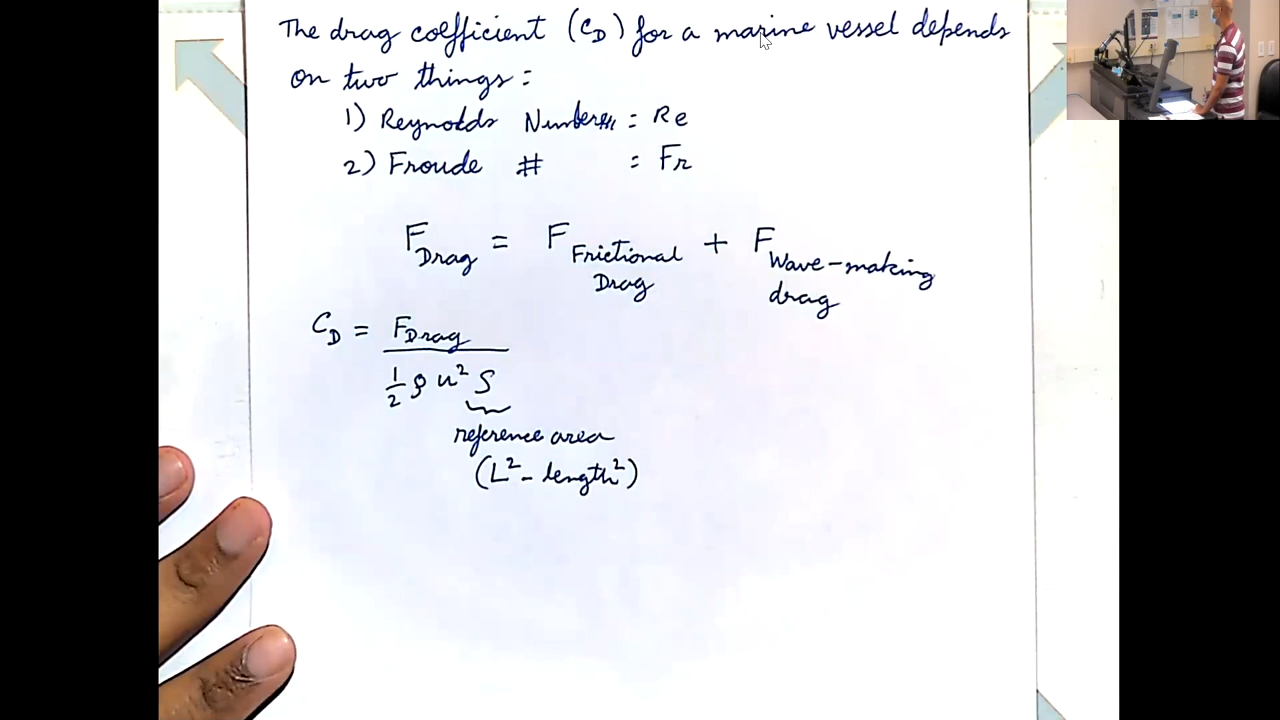 The drag coefficient (C_D) for a marine vessel depends
on two things :
1) Reynolds Number = Re
2) Froude # = Fr
F_Drag = F_Frictional Drag + F_Wave-making drag
C_D = F_Drag / ½ ρ u² S
reference area
(L² - length²)